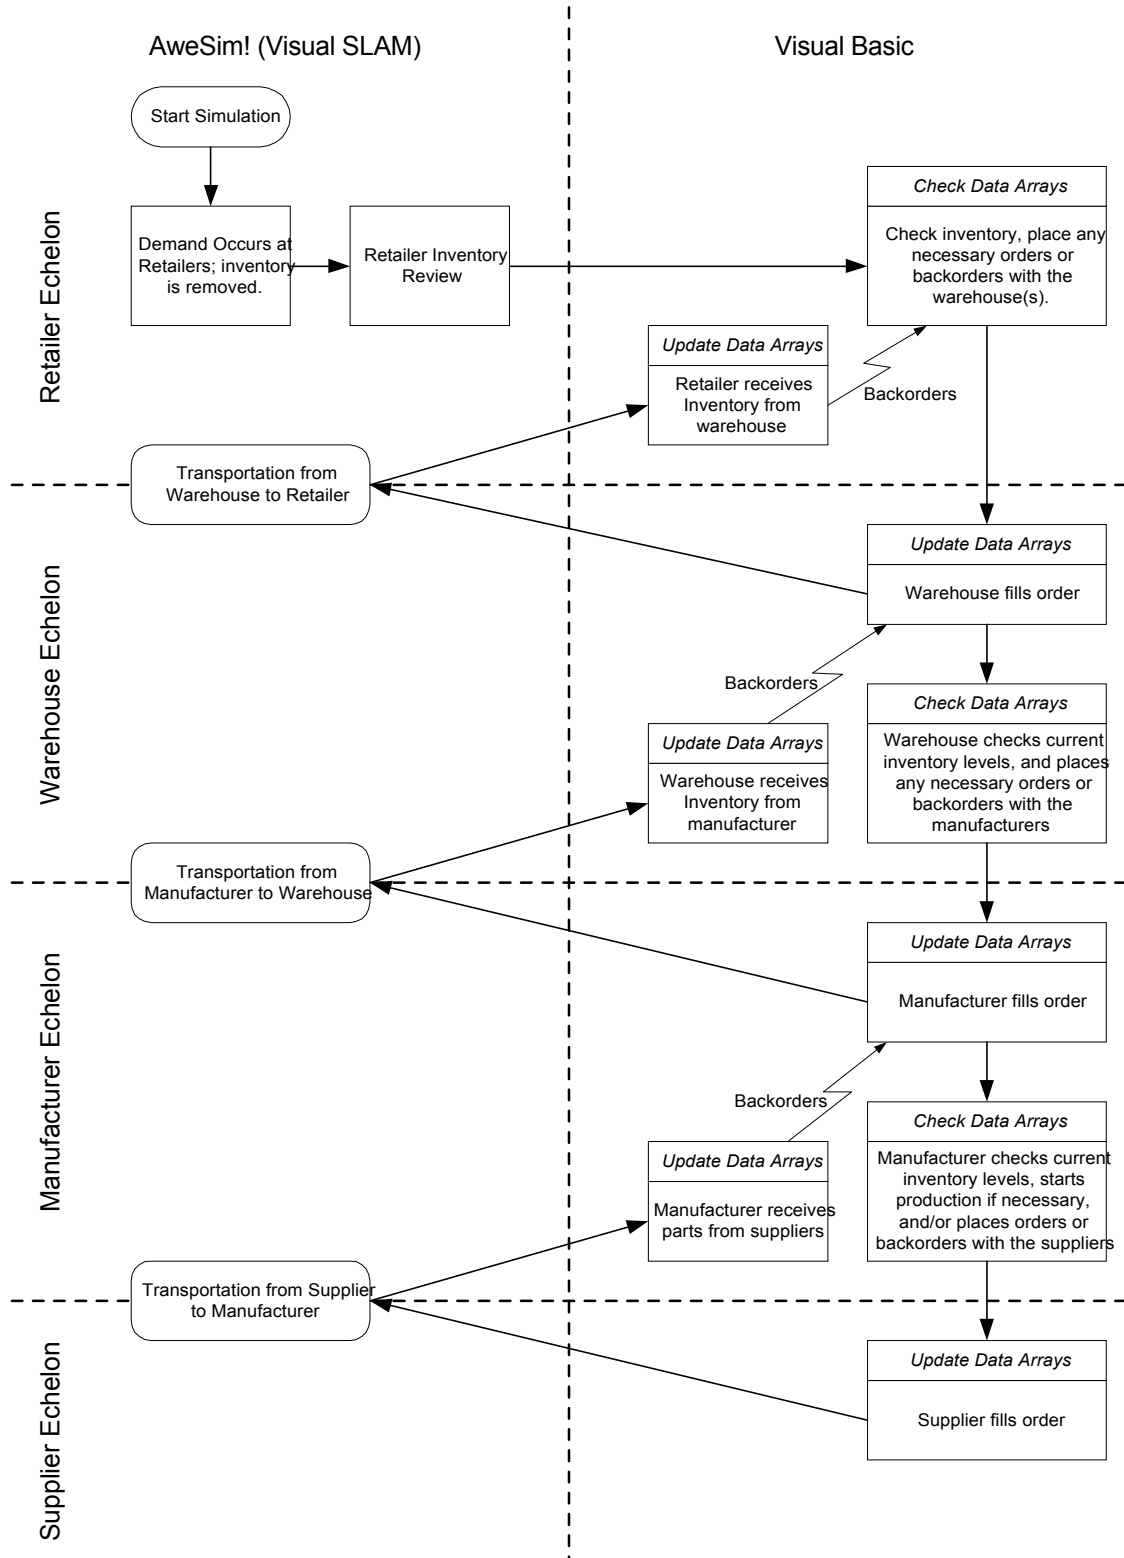 AweSim! (Visual SLAM)
Visual Basic
Start Simulation
Retailer Echelon
Demand Occurs at
Retailers; inventory
is removed.
Retailer Inventory
Review
Check Data Arrays
Check inventory, place any
necessary orders or
backorders with the
warehouse(s).
Update Data Arrays
Retailer receives
Inventory from
warehouse
Backorders
Transportation from
Warehouse to Retailer
Warehouse Echelon
Update Data Arrays
Warehouse fills order
Backorders
Check Data Arrays
Warehouse checks current
inventory levels, and places
any necessary orders or
backorders with the
manufacturers
Update Data Arrays
Warehouse receives
Inventory from
manufacturer
Transportation from
Manufacturer to Warehouse
Manufacturer Echelon
Update Data Arrays
Manufacturer fills order
Backorders
Check Data Arrays
Manufacturer checks current
inventory levels, starts
production if necessary,
and/or places orders or
backorders with the suppliers
Update Data Arrays
Manufacturer receives
parts from suppliers
Transportation from Supplier
to Manufacturer
Supplier Echelon
Update Data Arrays
Supplier fills order